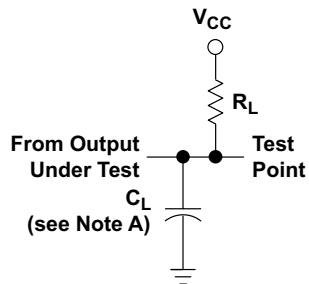 VCC
RL
From Output
Under Test
Test
Point
CL
(see Note A)